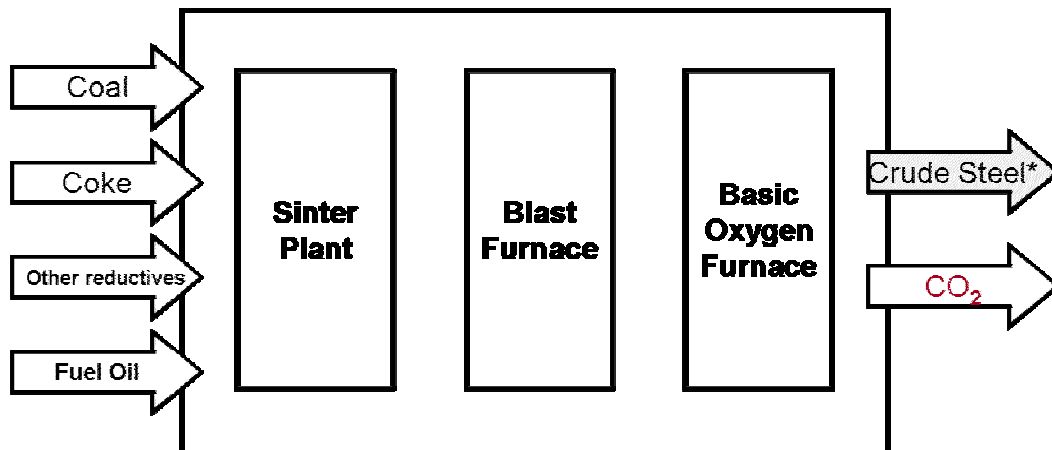 Coal
Coke
Other reductives
Fuel Oil
Sinter
Plant
Blast
Furnace
Basic
Oxygen
Furnace
Crude Steel*
CO₂